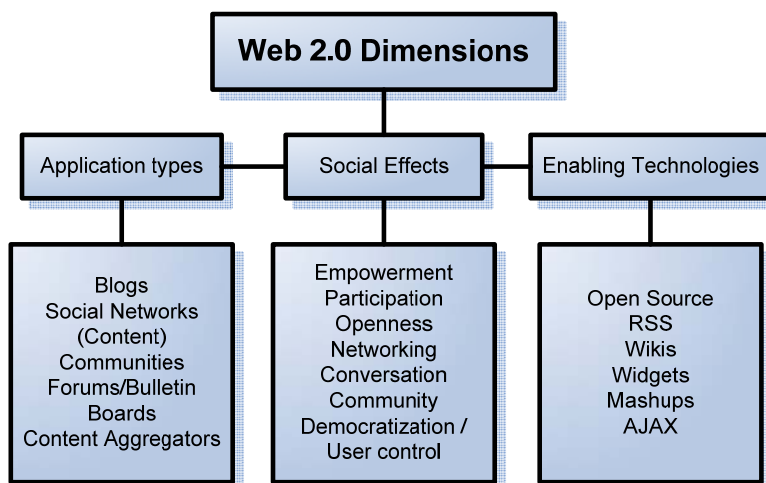 Web 2.0 Dimensions
Application types
Social Effects
Enabling Technologies
Blogs
Social Networks
(Content)
Communities
Forums/Bulletin
Boards
Content Aggregators
Empowerment
Participation
Openness
Networking
Conversation
Community
Democratization /
User control
Open Source
RSS
Wikis
Widgets
Mashups
AJAX